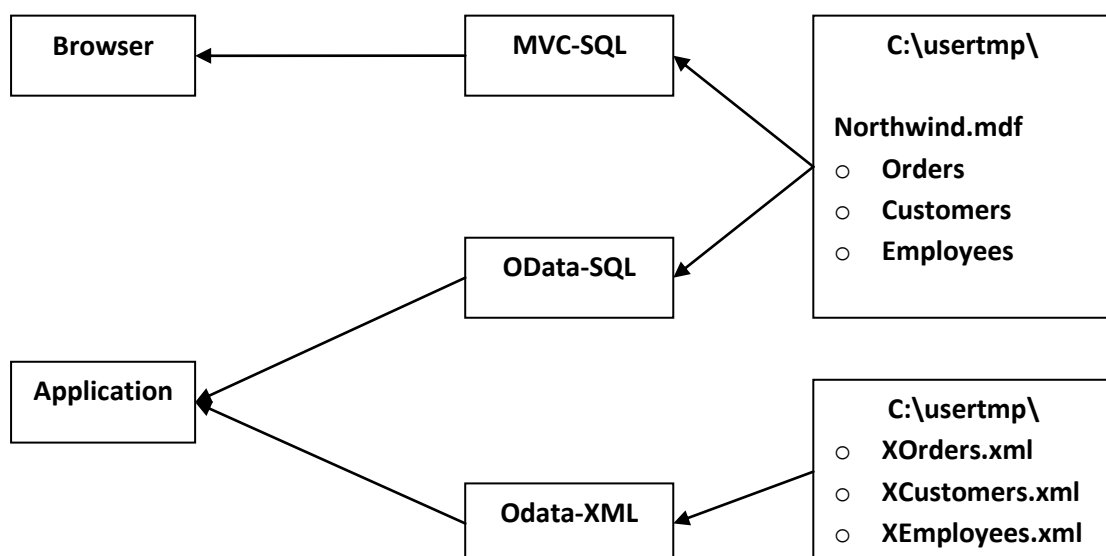 Browser
MVC-SQL
C:\usertmp\
Northwind.mdf
o Orders
o Customers
o Employees
OData-SQL
Application
Odata-XML
C:\usertmp\
o XOrders.xml
o XCustomers.xml
o XEmployees.xml